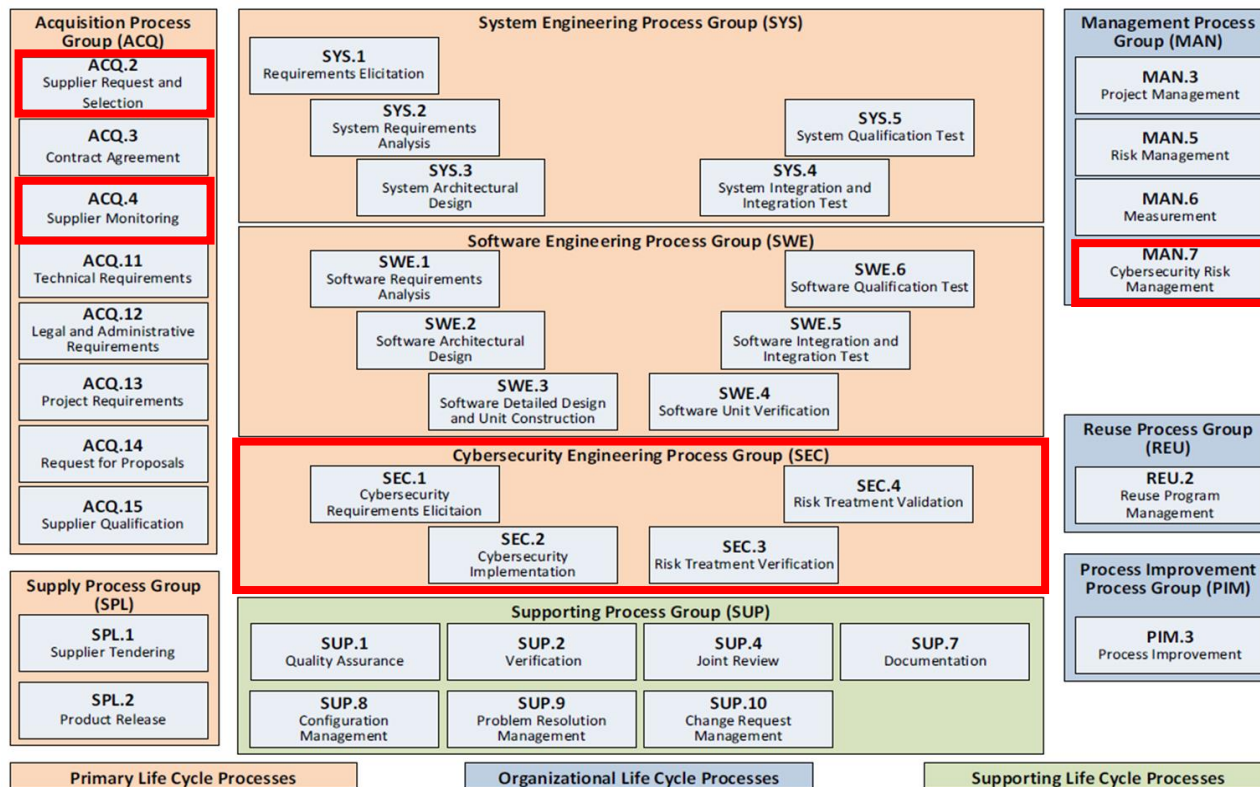 Acquisition Process
Group (ACQ)
ACQ.2
Supplier Request and
Selection
ACQ.3
Contract Agreement
ACQ.4
Supplier Monitoring
ACQ.11
Technical Requirements
ACQ.12
Legal and Administrative
Requirements
ACQ.13
Project Requirements
ACQ.14
Request for Proposals
ACQ.15
Supplier Qualification
Supply Process Group
(SPL)
SPL.1
Supplier Tendering
SPL.2
Product Release
System Engineering Process Group (SYS)
SYS.1
Requirements Elicitation
SYS.2
System Requirements
Analysis
SYS.3
System Architectural
Design
SYS.5
System Qualification Test
SYS.4
System Integration and
Integration Test
Software Engineering Process Group (SWE)
SWE.1
Software Requirements
Analysis
SWE.2
Software Architectural
Design
SWE.3
Software Detailed Design
and Unit Construction
SWE.6
Software Qualification Test
SWE.5
Software Integration and
Integration Test
SWE.4
Software Unit Verification
Cybersecurity Engineering Process Group (SEC)
SEC.1
Cybersecurity
Requirements Elicitaion
SEC.2
Cybersecurity
Implementation
SEC.4
Risk Treatment Validation
SEC.3
Risk Treatment Verification
Supporting Process Group (SUP)
SUP.1
Quality Assurance
SUP.2
Verification
SUP.4
Joint Review
SUP.7
Documentation
SUP.8
Configuration
Management
SUP.9
Problem Resolution
Management
SUP.10
Change Request
Management
Management Process
Group (MAN)
MAN.3
Project Management
MAN.5
Risk Management
MAN.6
Measurement
MAN.7
Cybersecurity Risk
Management
Reuse Process Group
(REU)
REU.2
Reuse Program
Management
Process Improvement
Process Group (PIM)
PIM.3
Process Improvement
Primary Life Cycle Processes
Organizational Life Cycle Processes
Supporting Life Cycle Processes